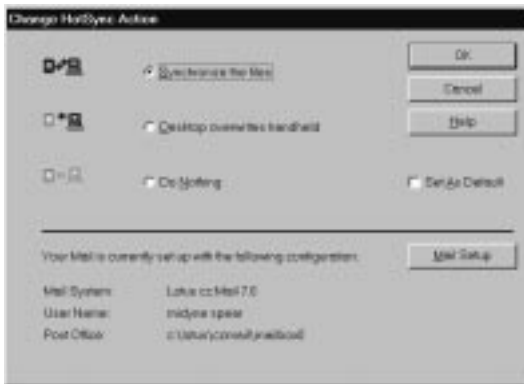 Change HotSync Action
Synchronize the files
OK
Cancel
Desktop overwrites handheld
Help
Do Nothing
Set As Default
Your Mail is currently set up with the following configuration:
Mail Setup
Mail System: Lotus cc:Mail 7.0
User Name:
Post Office: